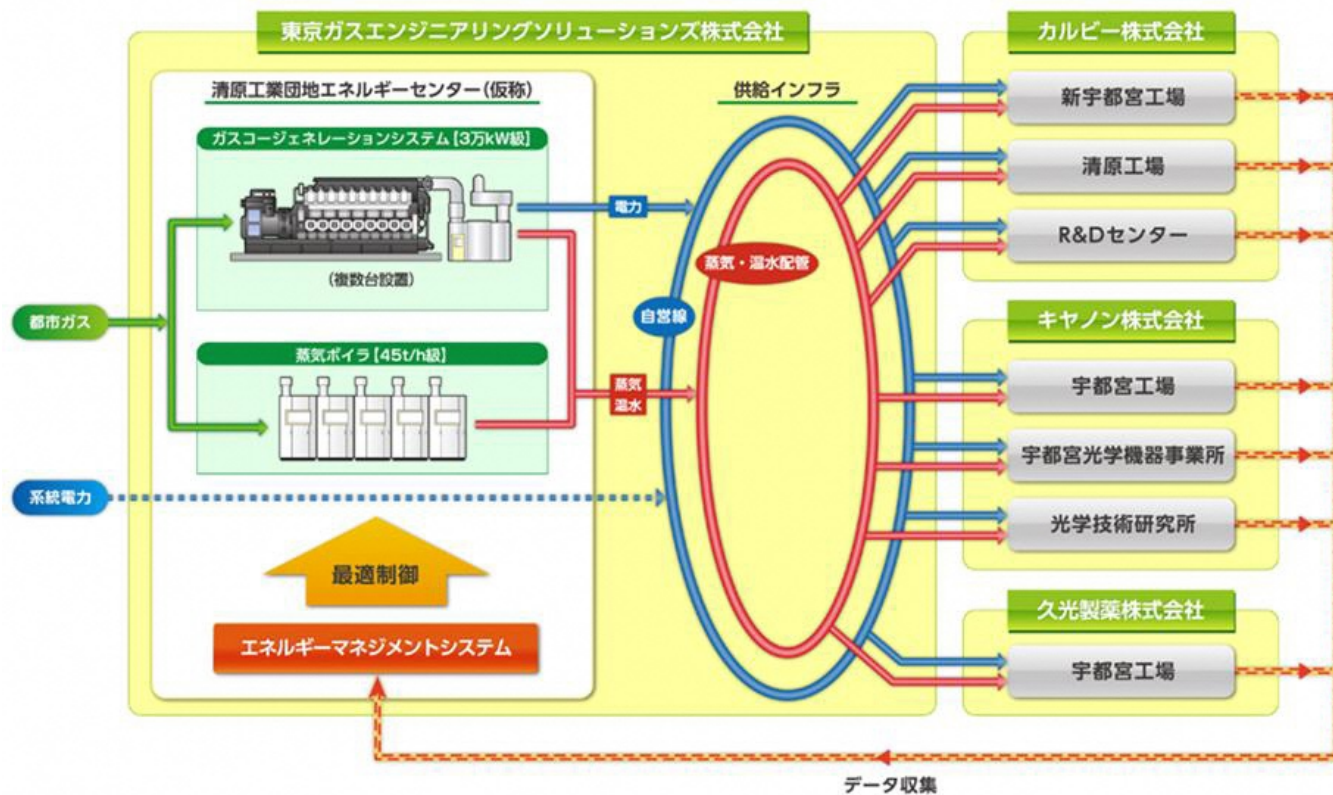 東京ガスエンジニアリングソリューションズ株式会社
清原工業団地エネルギーセンター(仮称)
ガスコージェネレーションシステム【3万kW級】
(複数台設置)
蒸気ボイラ【45t/h級】
都市ガス
系統電力
最適制御
エネルギーマネジメントシステム
電力
蒸気
温水
供給インフラ
蒸気・温水配管
自営線
カルビー株式会社
新宇都宮工場
清原工場
R&Dセンター
キヤノン株式会社
宇都宮工場
宇都宮光学機器事業所
光学技術研究所
久光製薬株式会社
宇都宮工場
データ収集